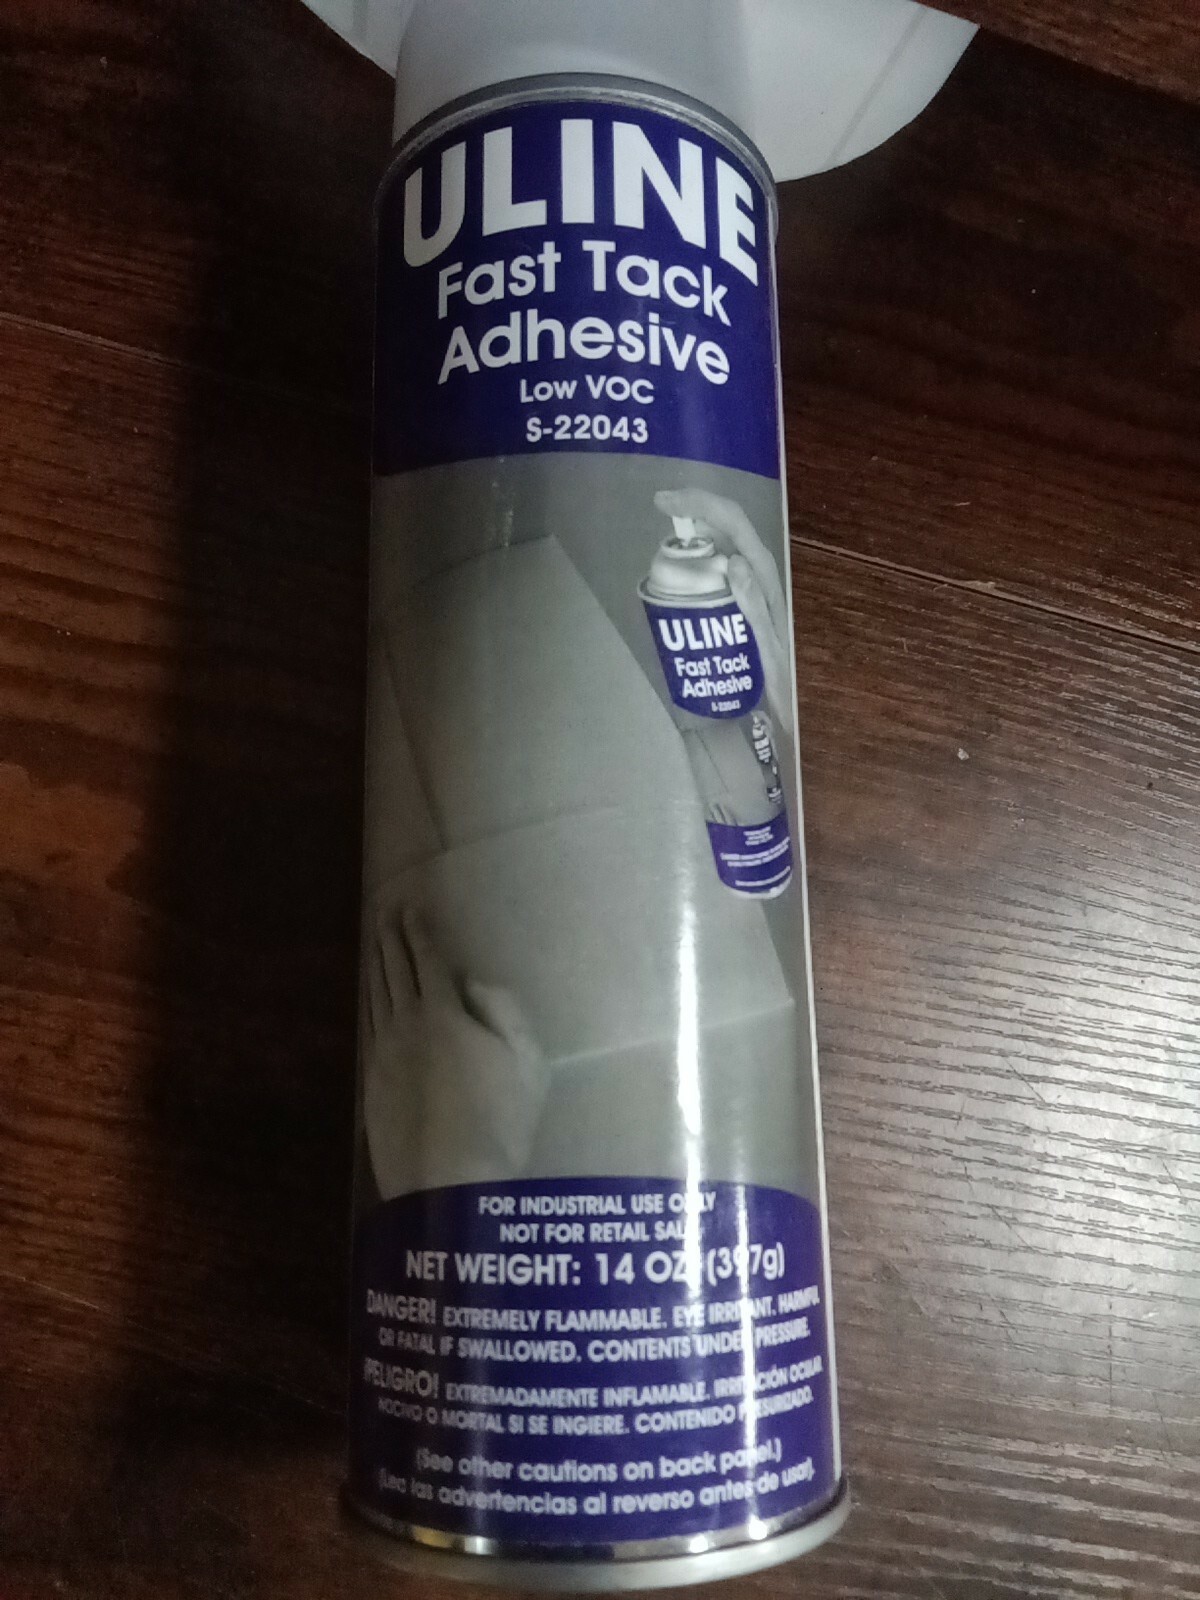 ULINE
Fast Tack
Adhesive
Low VOC
S-22043
ULINE
Fast Tack
Adhesive
S-22043
FOR INDUSTRIAL USE ONLY
NOT FOR RETAIL SALE
NET WEIGHT: 14 OZ. (397g)
DANGER! EXTREMELY FLAMMABLE. EYE IRRITANT. HARMFUL
OR FATAL IF SWALLOWED. CONTENTS UNDER PRESSURE.
¡PELIGRO! EXTREMADAMENTE INFLAMABLE. IRRITACIÓN OCULAR.
NOCIVO O MORTAL SI SE INGIERE. CONTENIDO PRESURIZADO.
(See other cautions on back panel.)
(Lea las advertencias al reverso antes de usar).